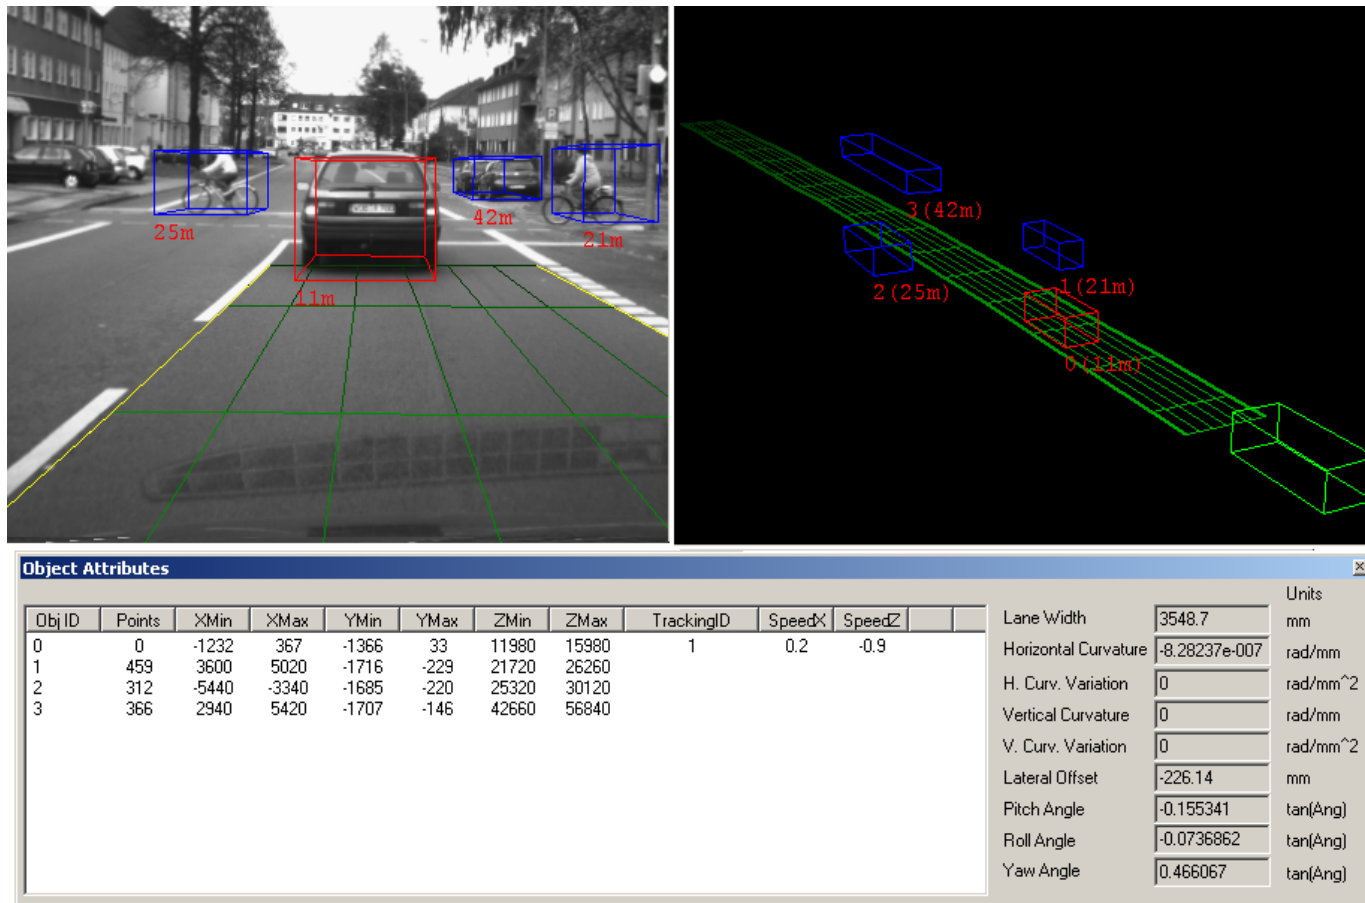 25m
42m
21m
11m
3(42m)
2(25m)
1(21m)
0(11m)
Object Attributes
Obj ID Points XMin XMax YMin YMax ZMin ZMax TrackingID SpeedX SpeedZ
0 0 -1232 367 -1366 33 11980 15980 1 0.2 -0.9
1 459 3600 5020 -1716 -229 21720 26260
2 312 -5440 -3340 -1685 -220 25320 30120
3 366 2940 5420 -1707 -146 42660 56840
Units
Lane Width 3548.7 mm
Horizontal Curvature -8.28237e-007 rad/mm
H. Curv. Variation 0 rad/mm^2
Vertical Curvature 0 rad/mm
V. Curv. Variation 0 rad/mm^2
Lateral Offset -226.14 mm
Pitch Angle -0.155341 tan(Ang)
Roll Angle -0.0736862 tan(Ang)
Yaw Angle 0.466067 tan(Ang)